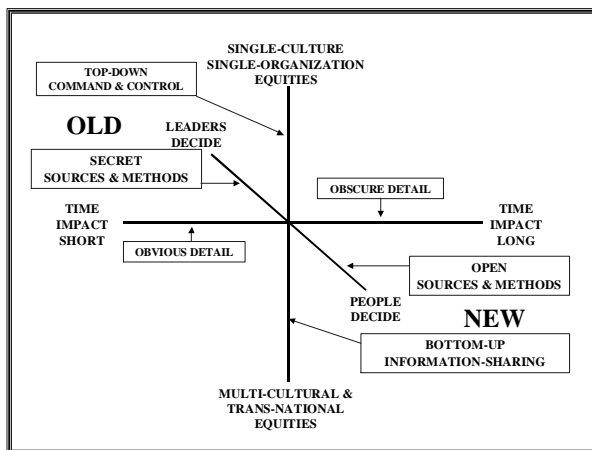 SINGLE-CULTURE
SINGLE-ORGANIZATION
EQUITIES
TOP-DOWN
COMMAND & CONTROL
OLD
LEADERS
DECIDE
SECRET
SOURCES & METHODS
OBSCURE DETAIL
TIME
IMPACT
SHORT
TIME
IMPACT
LONG
OBVIOUS DETAIL
OPEN
SOURCES & METHODS
PEOPLE
DECIDE
NEW
BOTTOM-UP
INFORMATION-SHARING
MULTI-CULTURAL &
TRANS-NATIONAL
EQUITIES